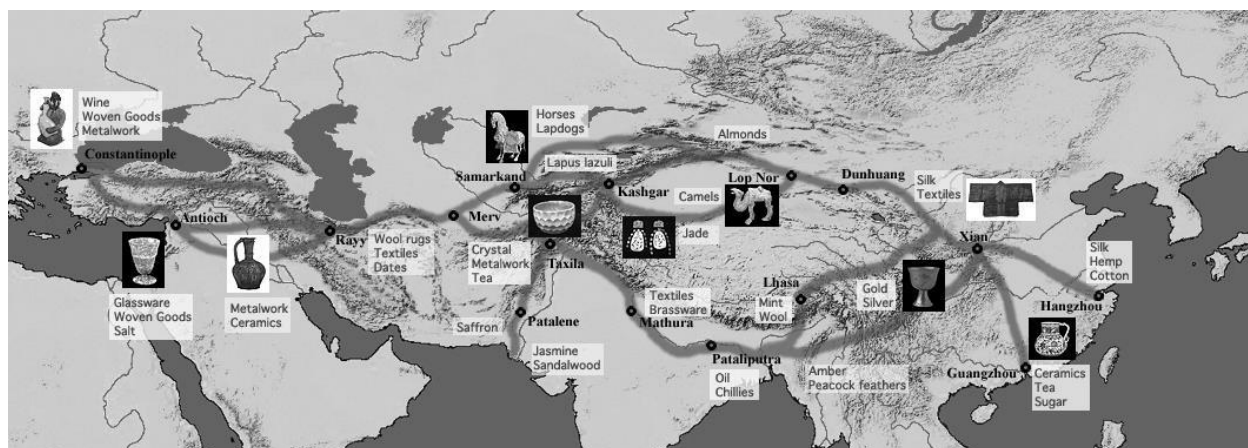 Wine
Woven Goods
Metalwork
Constantinople
Antioch
Glassware
Woven Goods
Salt
Metalwork
Ceramics
Rayy
Wool rugs
Textiles
Dates
Merv
Samarkand
Horses
Lapdogs
Lapus lazuli
Crystal
Metalwork
Tea
Taxila
Kashgar
Almonds
Camels
Jade
Lop Nor
Dunhuang
Silk
Textiles
Xian
Silk
Hemp
Cotton
Hangzhou
Saffron
Patalene
Jasmine
Sandalwood
Textiles
Brassware
Mathura
Pataliputra
Oil
Chillies
Lhasa
Mint
Wool
Gold
Silver
Amber
Peacock feathers
Guangzhou
Ceramics
Tea
Sugar